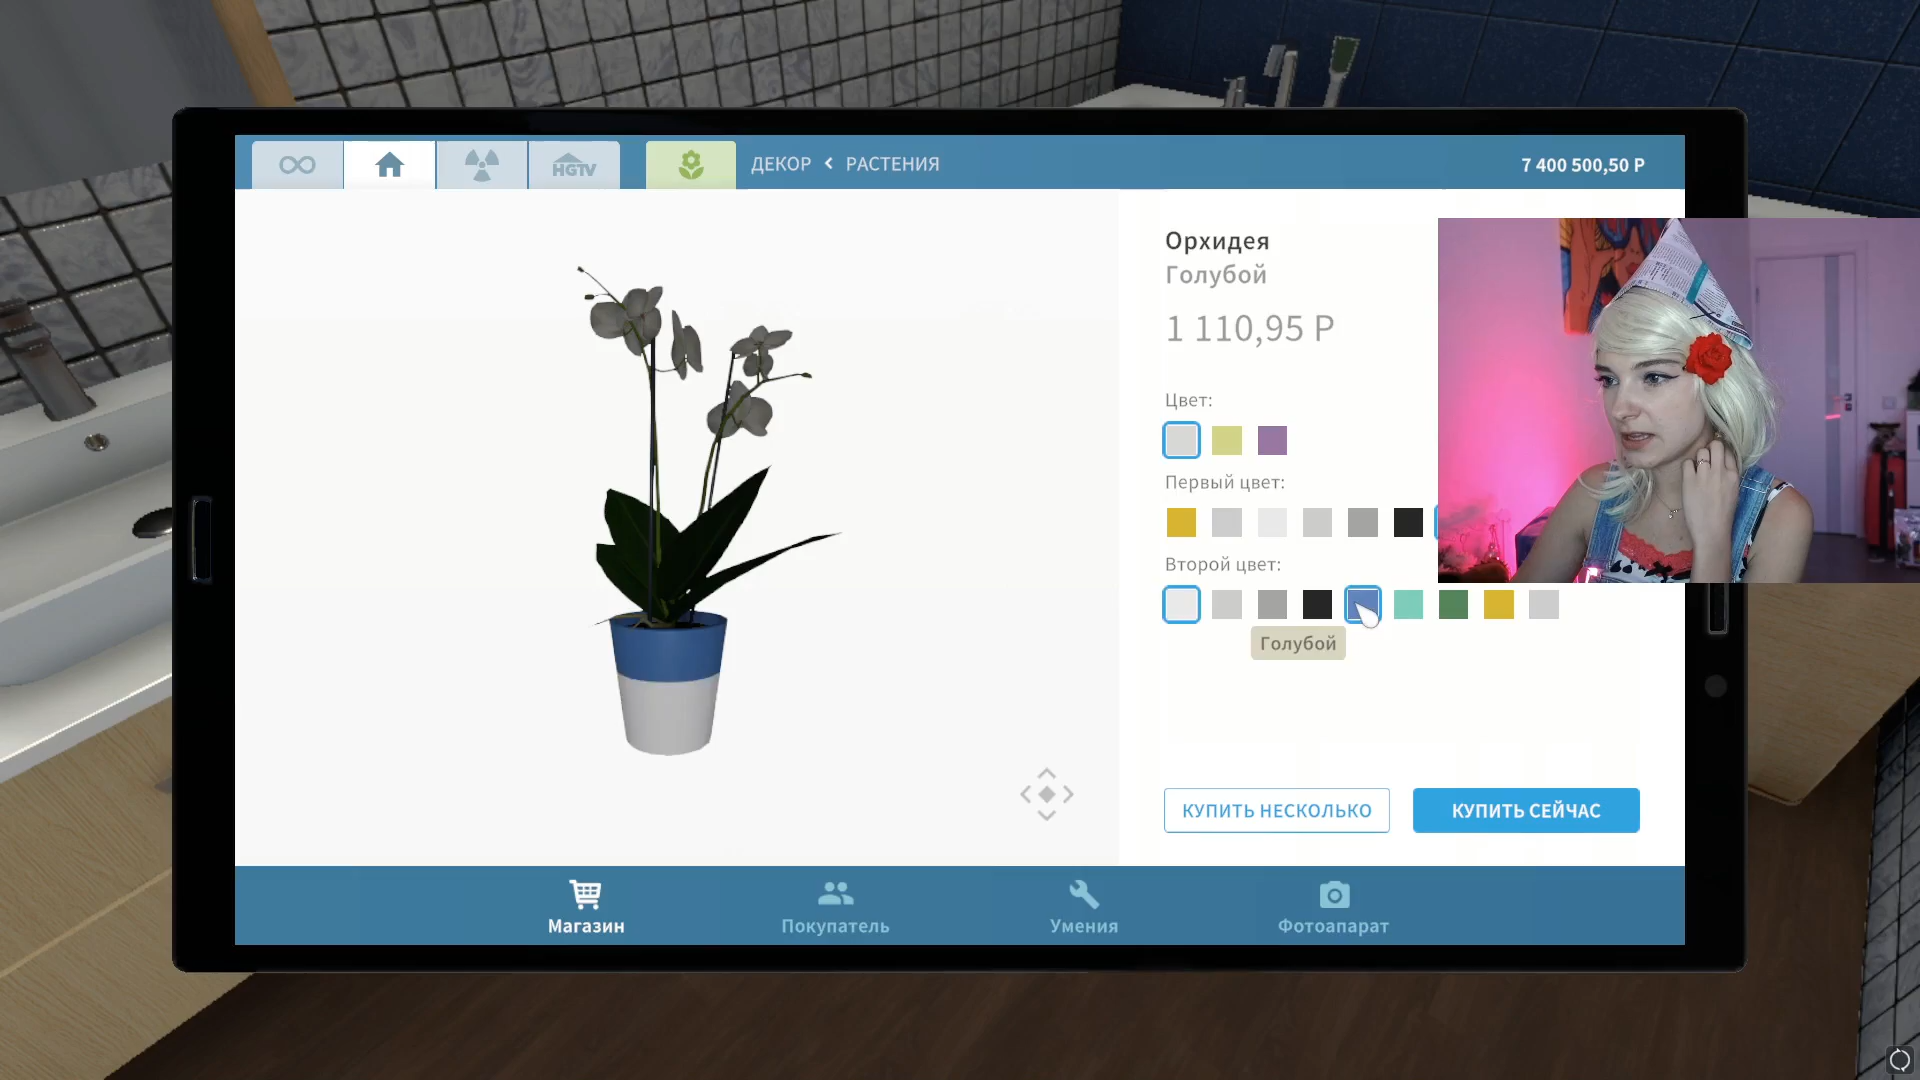 HGTV
ДЕКОР < РАСТЕНИЯ
7 400 500,50 Р
Орхидея
Голубой
1 110,95 Р
Цвет:
Первый цвет:
Второй цвет:
Голубой
КУПИТЬ НЕСКОЛЬКО
КУПИТЬ СЕЙЧАС
Магазин
Покупатель
Умения
Фотоапарат